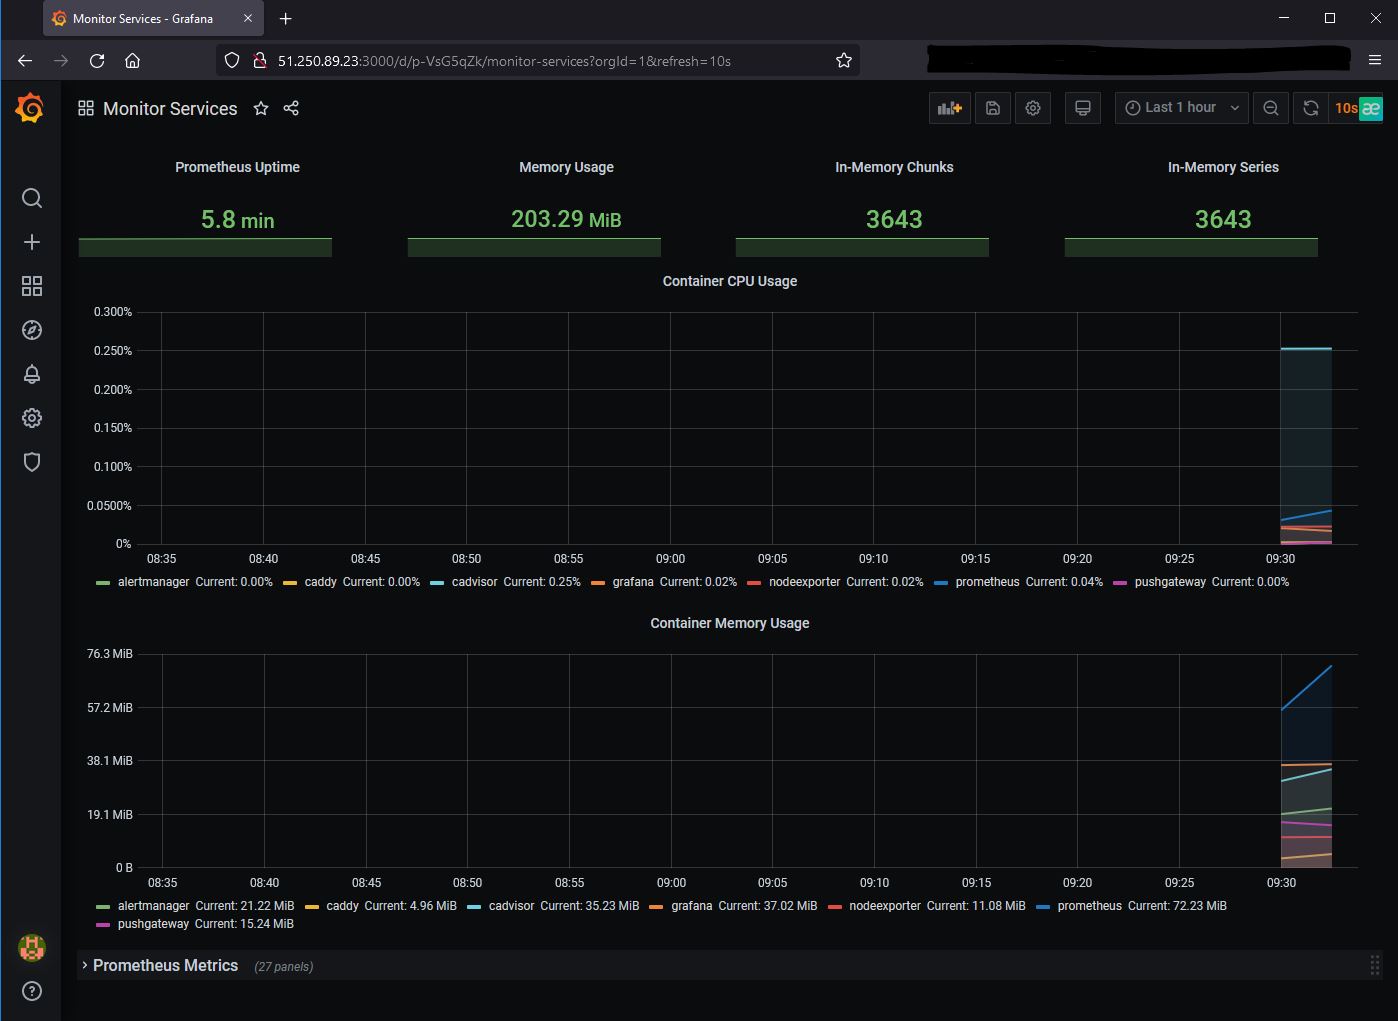 Monitor Services - Grafana
51.250.89.23:3000/d/p-VsG5qZk/monitor-services?orgId=1&refresh=10s
Monitor Services
Last 1 hour
10s
æ
Prometheus Uptime
Memory Usage
In-Memory Chunks
In-Memory Series
5.8 min
203.29 MiB
3643
3643
Container CPU Usage
0.300%
0.250%
0.200%
0.150%
0.100%
0.0500%
0%
08:35 08:40 08:45 08:50 08:55 09:00 09:05 09:10 09:15 09:20 09:25 09:30
alertmanager Current: 0.00% caddy Current: 0.00% cadvisor Current: 0.25% grafana Current: 0.02% nodeexporter Current: 0.02% prometheus Current: 0.04% pushgateway Current: 0.00%
Container Memory Usage
76.3 MiB
57.2 MiB
38.1 MiB
19.1 MiB
0 B
08:35 08:40 08:45 08:50 08:55 09:00 09:05 09:10 09:15 09:20 09:25 09:30
alertmanager Current: 21.22 MiB caddy Current: 4.96 MiB cadvisor Current: 35.23 MiB grafana Current: 37.02 MiB nodeexporter Current: 11.08 MiB prometheus Current: 72.23 MiB
pushgateway Current: 15.24 MiB
Prometheus Metrics (27 panels)